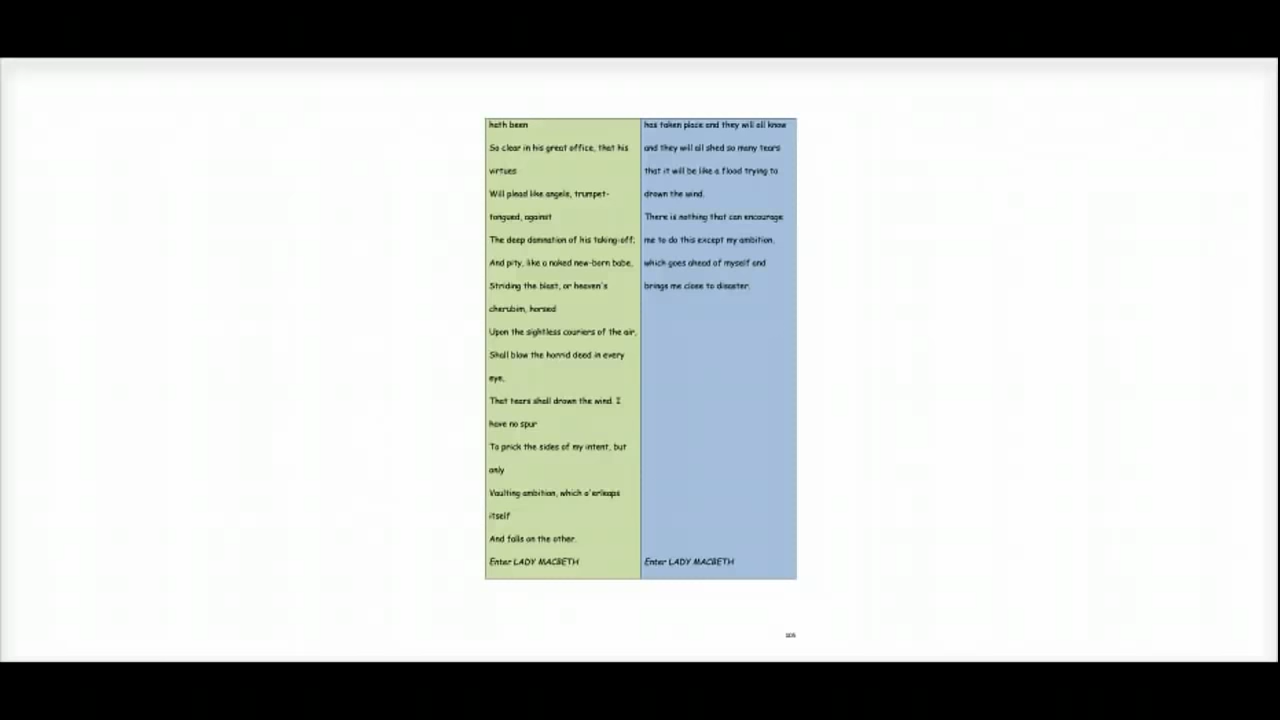 hath been
So clear in his great office, that his
virtues
Will plead like angels, trumpet-
tongued, against
The deep damnation of his taking-off;
And pity, like a naked new-born babe,
Striding the blast, or heaven's
cherubim, horsed
Upon the sightless couriers of the air,
Shall blow the horrid deed in every
eye,
That tears shall drown the wind. I
have no spur
To prick the sides of my intent, but
only
Vaulting ambition, which o'erleaps
itself
And falls on the other.
Enter LADY MACBETH
has taken place and they will all know
and they will all shed so many tears
that it will be like a flood trying to
drown the wind.
There is nothing that can encourage
me to do this except my ambition,
which goes ahead of myself and
brings me close to disaster.
Enter LADY MACBETH